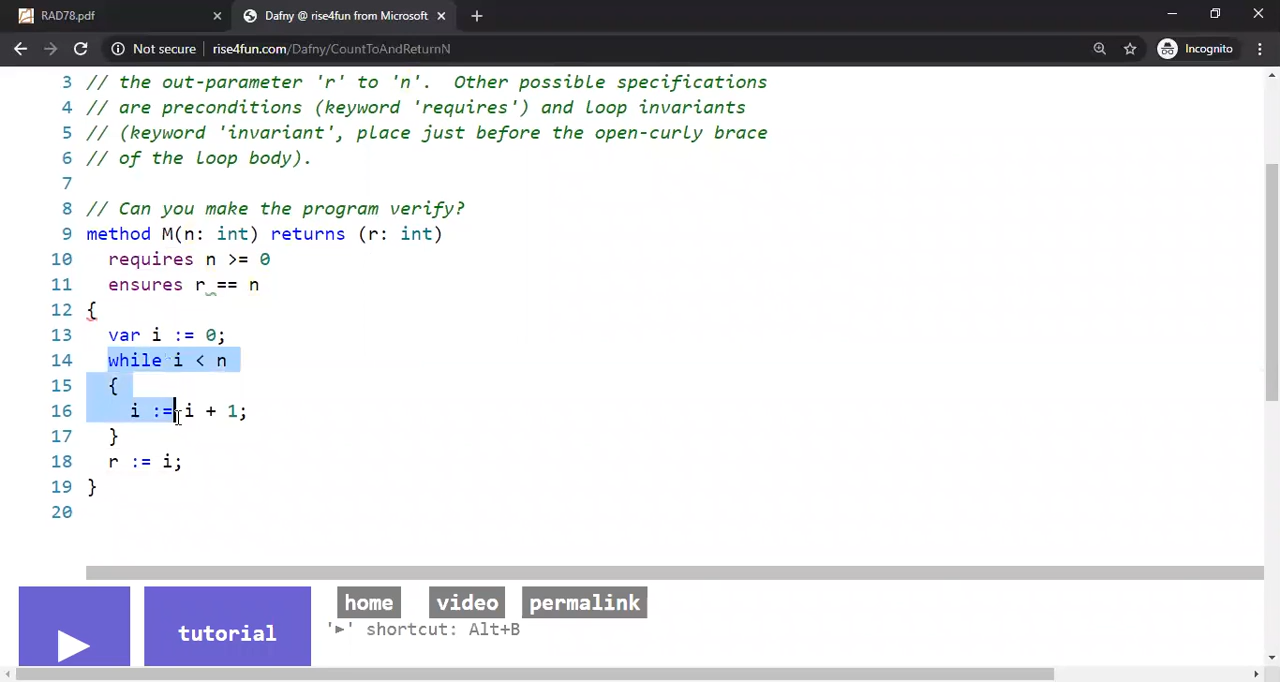 RAD78.pdf
Dafny @ rise4fun from Microsoft
Not secure
rise4fun.com/Dafny/CountToAndReturnN
Incognito
3 // the out-parameter 'r' to 'n'.  Other possible specifications
4 // are preconditions (keyword 'requires') and loop invariants
5 // (keyword 'invariant', place just before the open-curly brace
6 // of the loop body).
7
8 // Can you make the program verify?
9 method M(n: int) returns (r: int)
10   requires n >= 0
11   ensures r == n
12 {
13   var i := 0;
14   while i < n
15   {
16     i := i + 1;
17   }
18   r := i;
19 }
20
tutorial
home
video
permalink
'►' shortcut: Alt+B